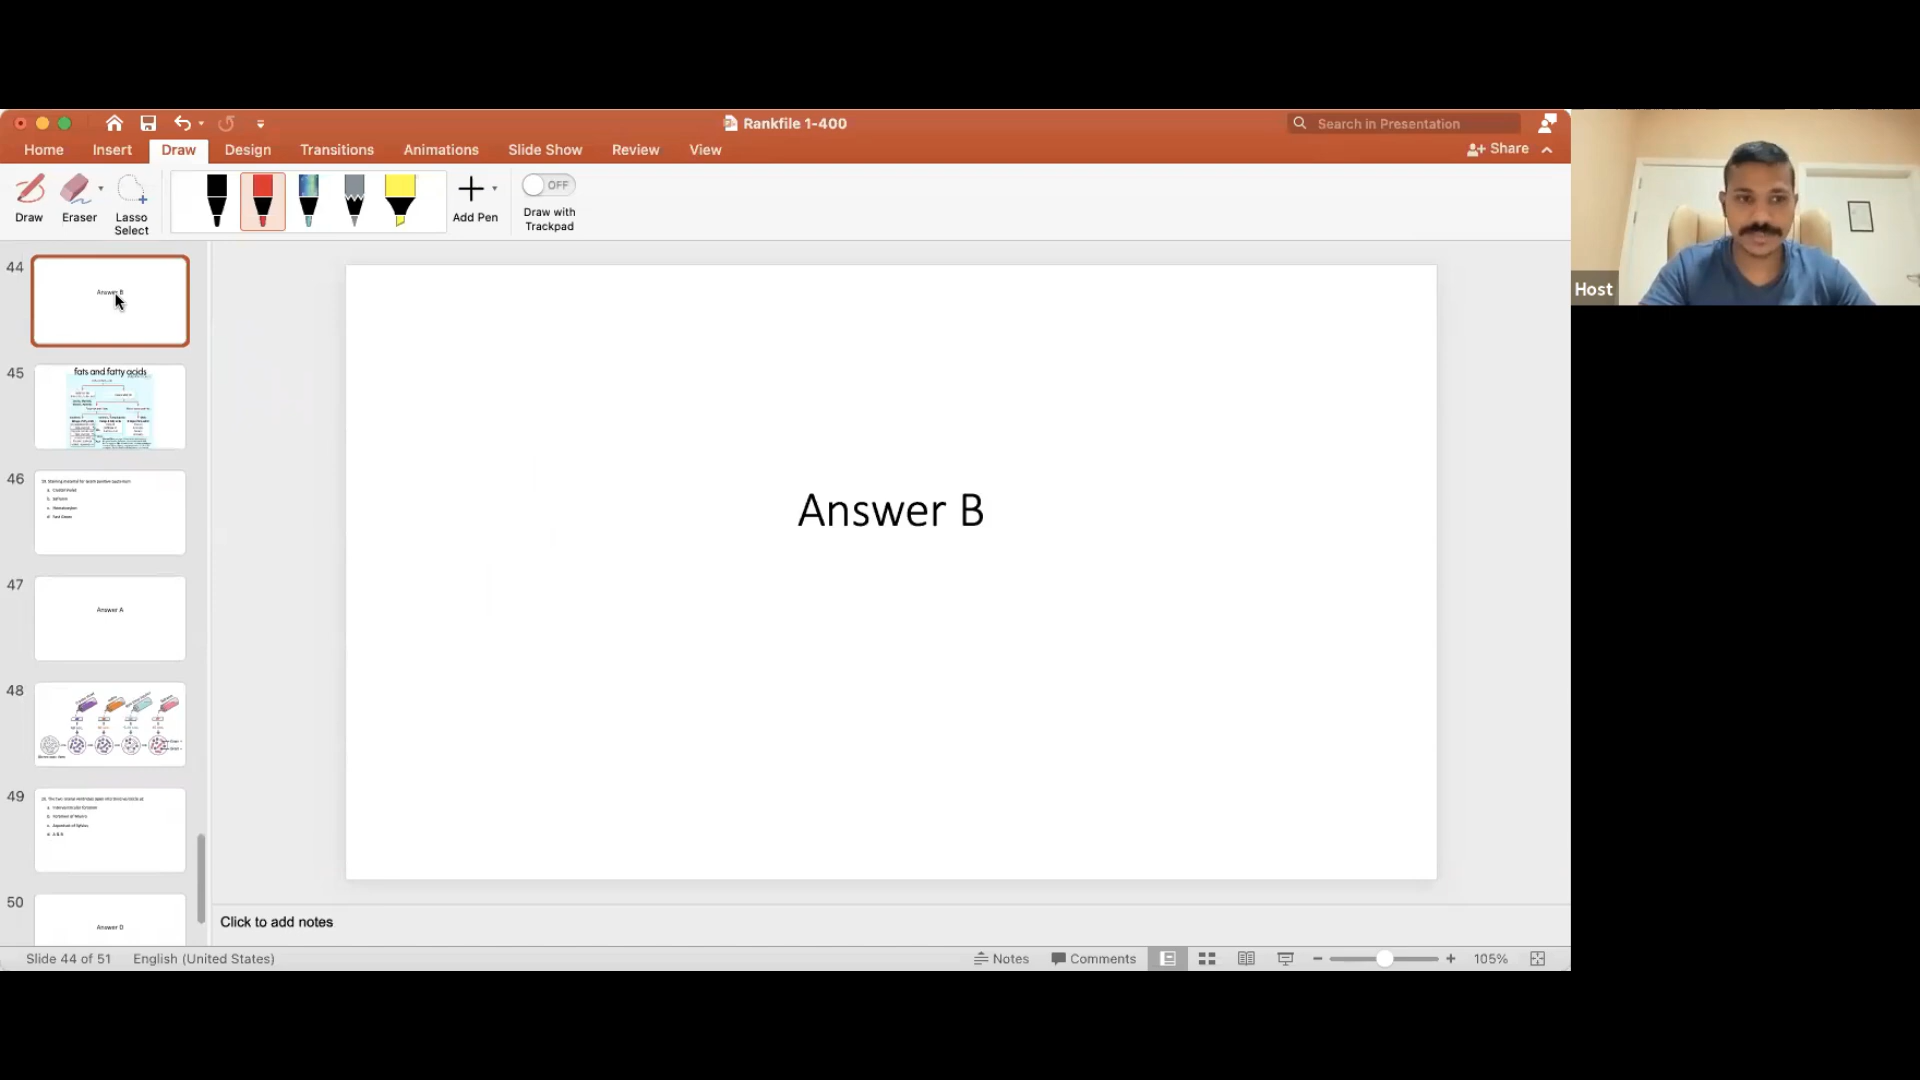 Rankfile 1-400
Search in Presentation
Home Insert Draw Design Transitions Animations Slide Show Review View Share
Draw Eraser Lasso Select Add Pen OFF Draw with Trackpad
44
Answer B
45
fats and fatty acids
46
47
Answer A
48
49
50
Answer D
Answer B
Click to add notes
Slide 44 of 51 English (United States) Notes Comments 105%
Host